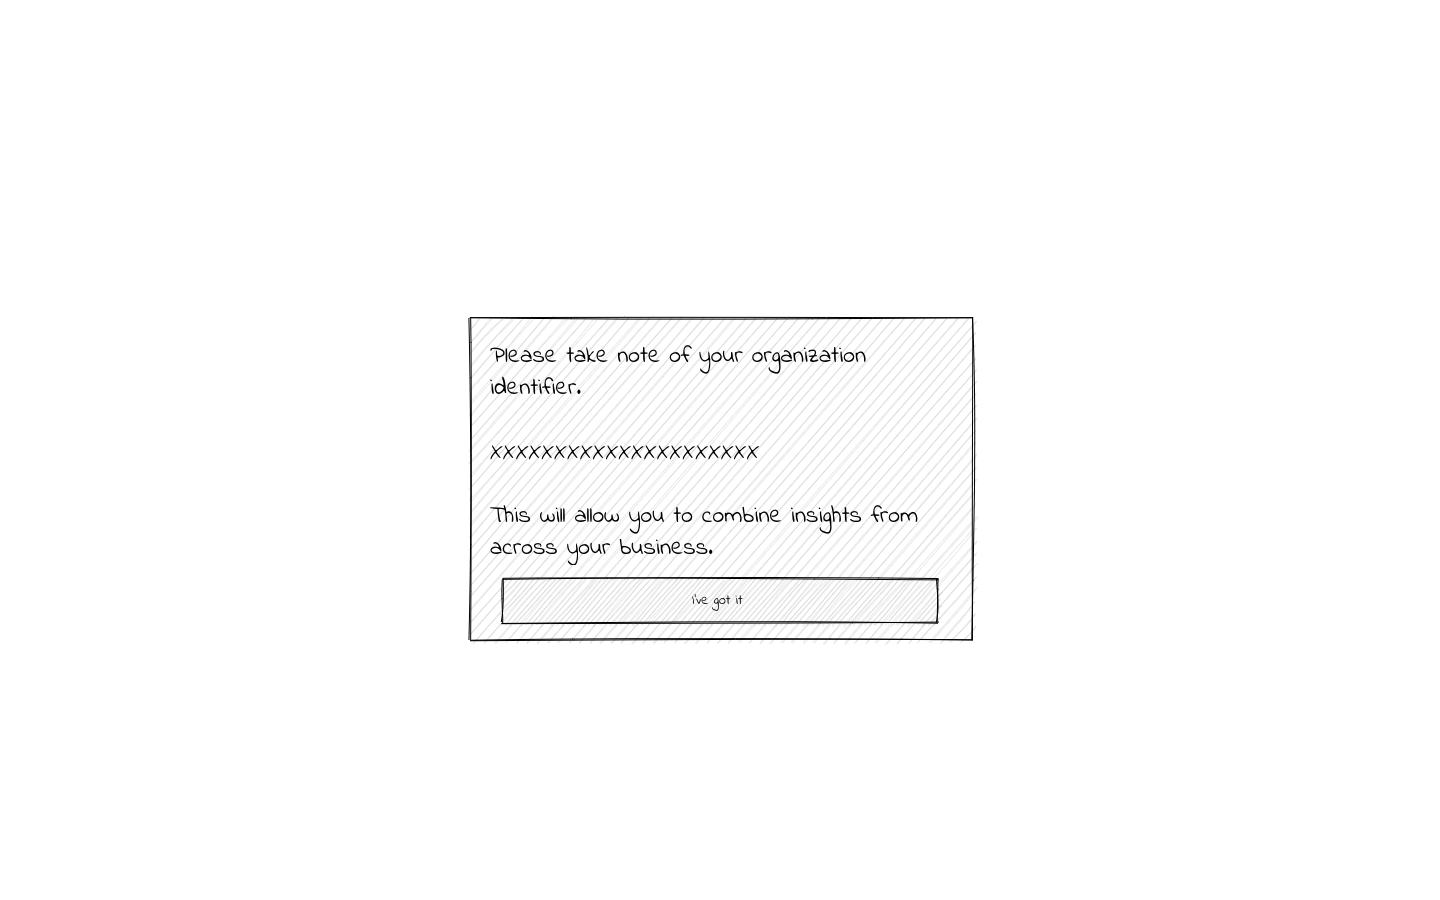 Please take note of your organization
identifier.
XXXXXXXXXXXXXXXXXXXXX
This will allow you to combine insights from
across your business.
I've got it